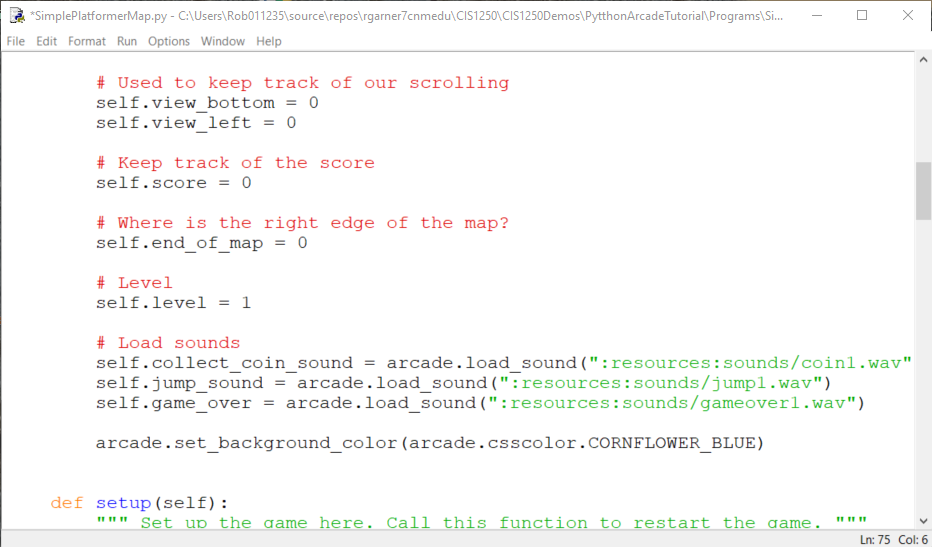 *SimplePlatformerMap.py - C:\Users\Rob011235\source\repos\rgarner7cnmedu\CIS1250\CIS1250Demos\PytthonArcadeTutorial\Programs\Si...
File Edit Format Run Options Window Help
# Used to keep track of our scrolling
self.view_bottom = 0
self.view_left = 0
# Keep track of the score
self.score = 0
# Where is the right edge of the map?
self.end_of_map = 0
# Level
self.level = 1
# Load sounds
self.collect_coin_sound = arcade.load_sound(":resources:sounds/coin1.wav"
self.jump_sound = arcade.load_sound(":resources:sounds/jump1.wav")
self.game_over = arcade.load_sound(":resources:sounds/gameover1.wav")
arcade.set_background_color(arcade.csscolor.CORNFLOWER_BLUE)
def setup(self):
""" Set up the game here. Call this function to restart the game. """
Ln: 75 Col: 6